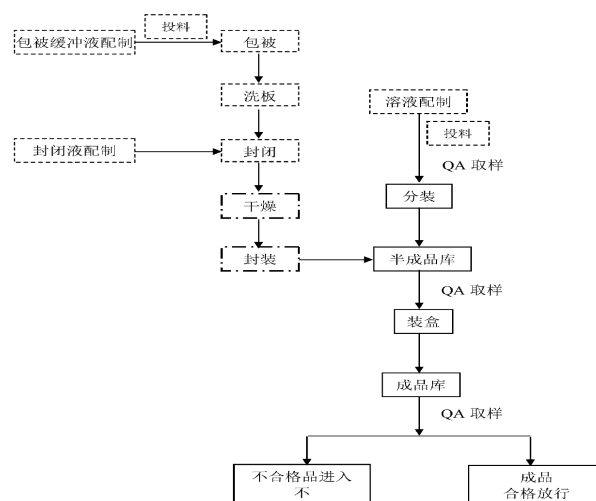 投料
包被缓冲液配制
包被
洗板
溶液配制
投料
封闭液配制
封闭
QA 取样
干燥
分装
封装
半成品库
QA 取样
装盒
成品库
QA 取样
不合格品进入
不
成品
合格放行